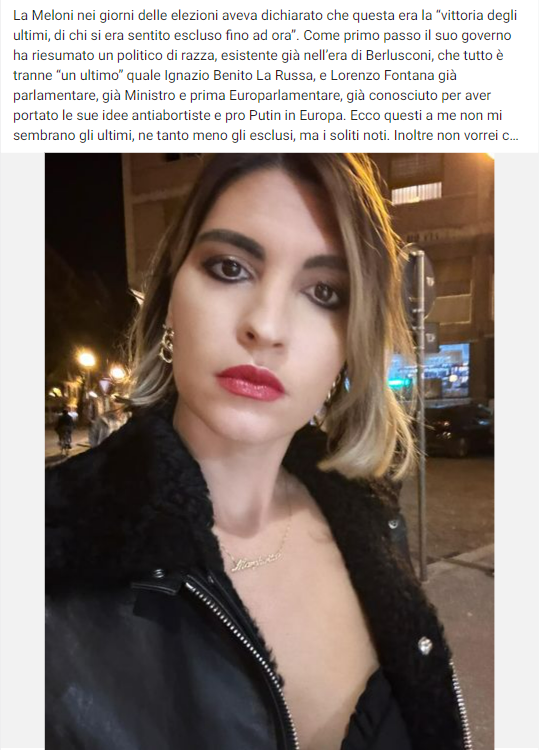 La Meloni nei giorni delle elezioni aveva dichiarato che questa era la “vittoria degli
ultimi, di chi si era sentito escluso fino ad ora”. Come primo passo il suo governo
ha riesumato un politico di razza, esistente già nell’era di Berlusconi, che tutto è
tranne “un ultimo” quale Ignazio Benito La Russa, e Lorenzo Fontana già
parlamentare, già Ministro e prima Europarlamentare, già conosciuto per aver
portato le sue idee antiabortiste e pro Putin in Europa. Ecco questi a me non mi
sembrano gli ultimi, ne tanto meno gli esclusi, ma i soliti noti. Inoltre non vorrei c...